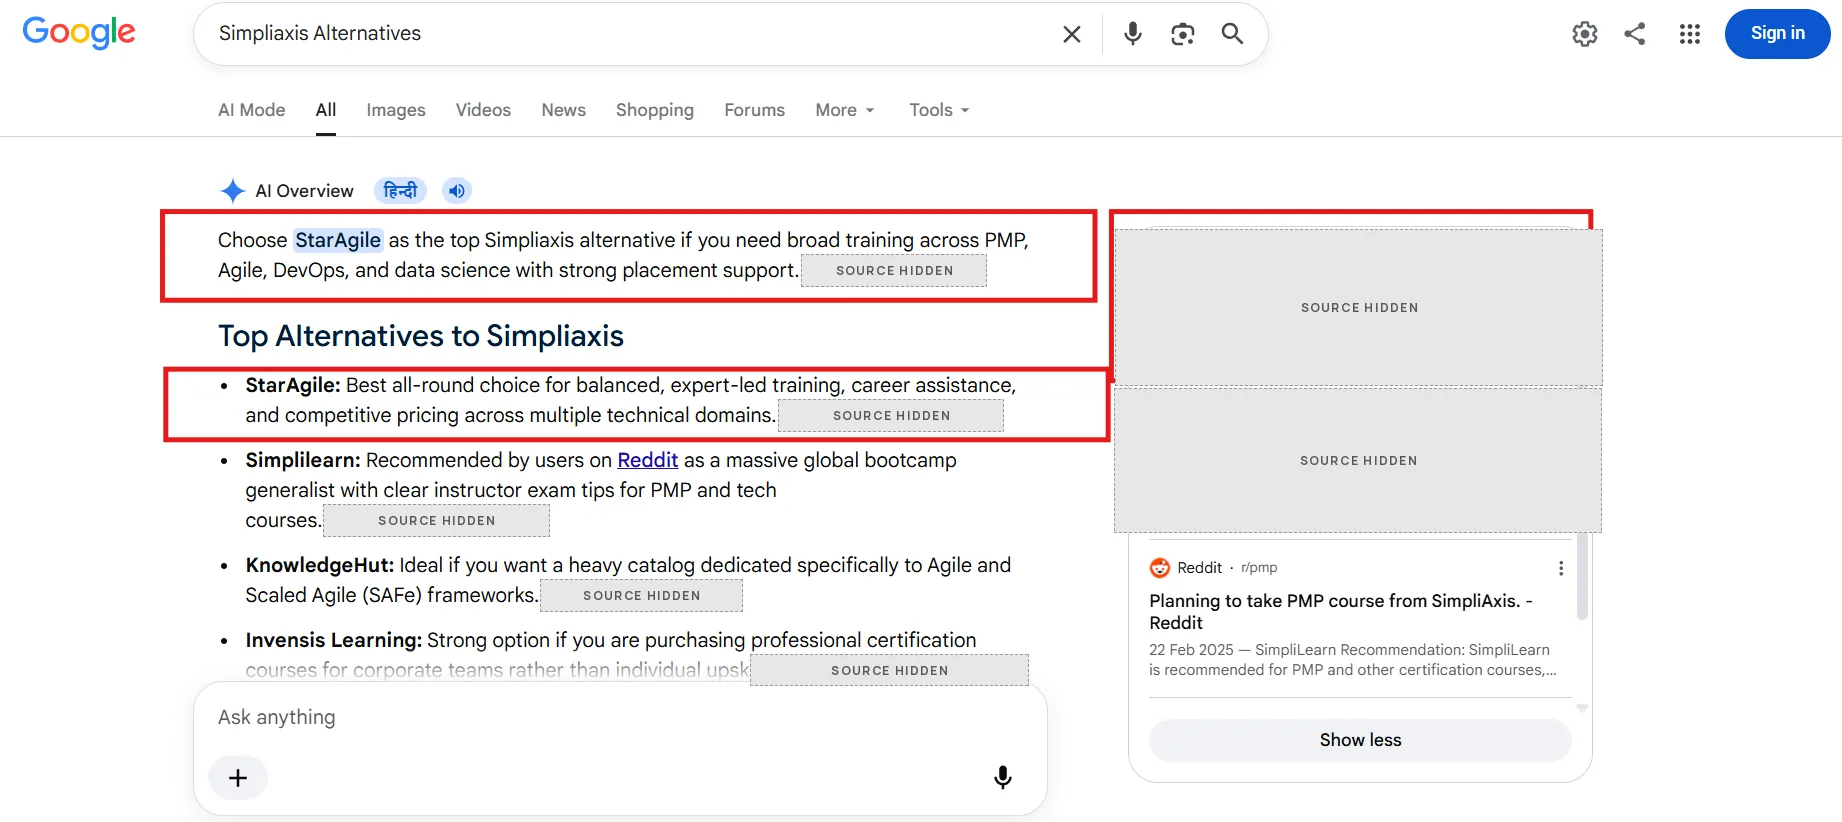 Google
Simpliaxis Alternatives
Sign in
AI Mode
All
Images
Videos
News
Shopping
Forums
More
Tools
AI Overview
हिन्दी
Choose StarAgile as the top Simpliaxis alternative if you need broad training across PMP,
Agile, DevOps, and data science with strong placement support. SOURCE HIDDEN
Top Alternatives to Simpliaxis
• StarAgile: Best all-round choice for balanced, expert-led training, career assistance,
and competitive pricing across multiple technical domains. SOURCE HIDDEN
• Simplilearn: Recommended by users on Reddit as a massive global bootcamp
generalist with clear instructor exam tips for PMP and tech
courses. SOURCE HIDDEN
• KnowledgeHut: Ideal if you want a heavy catalog dedicated specifically to Agile and
Scaled Agile (SAFe) frameworks. SOURCE HIDDEN
• Invensis Learning: Strong option if you are purchasing professional certification
courses for corporate teams rather than individual upsk SOURCE HIDDEN
Ask anything
SOURCE HIDDEN
SOURCE HIDDEN
Reddit · r/pmp
Planning to take PMP course from SimpliAxis. -
Reddit
22 Feb 2025 — SimpliLearn Recommendation: SimpliLearn
is recommended for PMP and other certification courses,...
Show less